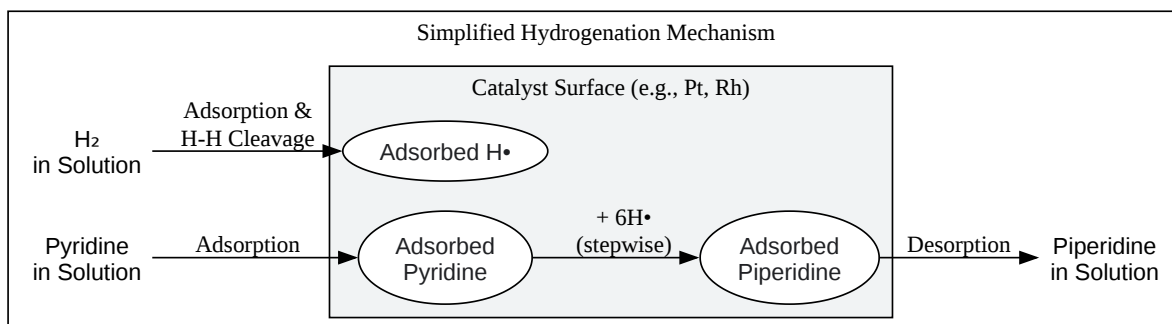 Simplified Hydrogenation Mechanism
Catalyst Surface (e.g., Pt, Rh)
H₂
in Solution
Adsorption &
H-H Cleavage
Adsorbed H•
Pyridine
in Solution
Adsorption
Adsorbed
Pyridine
+ 6H•
(stepwise)
Adsorbed
Piperidine
Desorption
Piperidine
in Solution